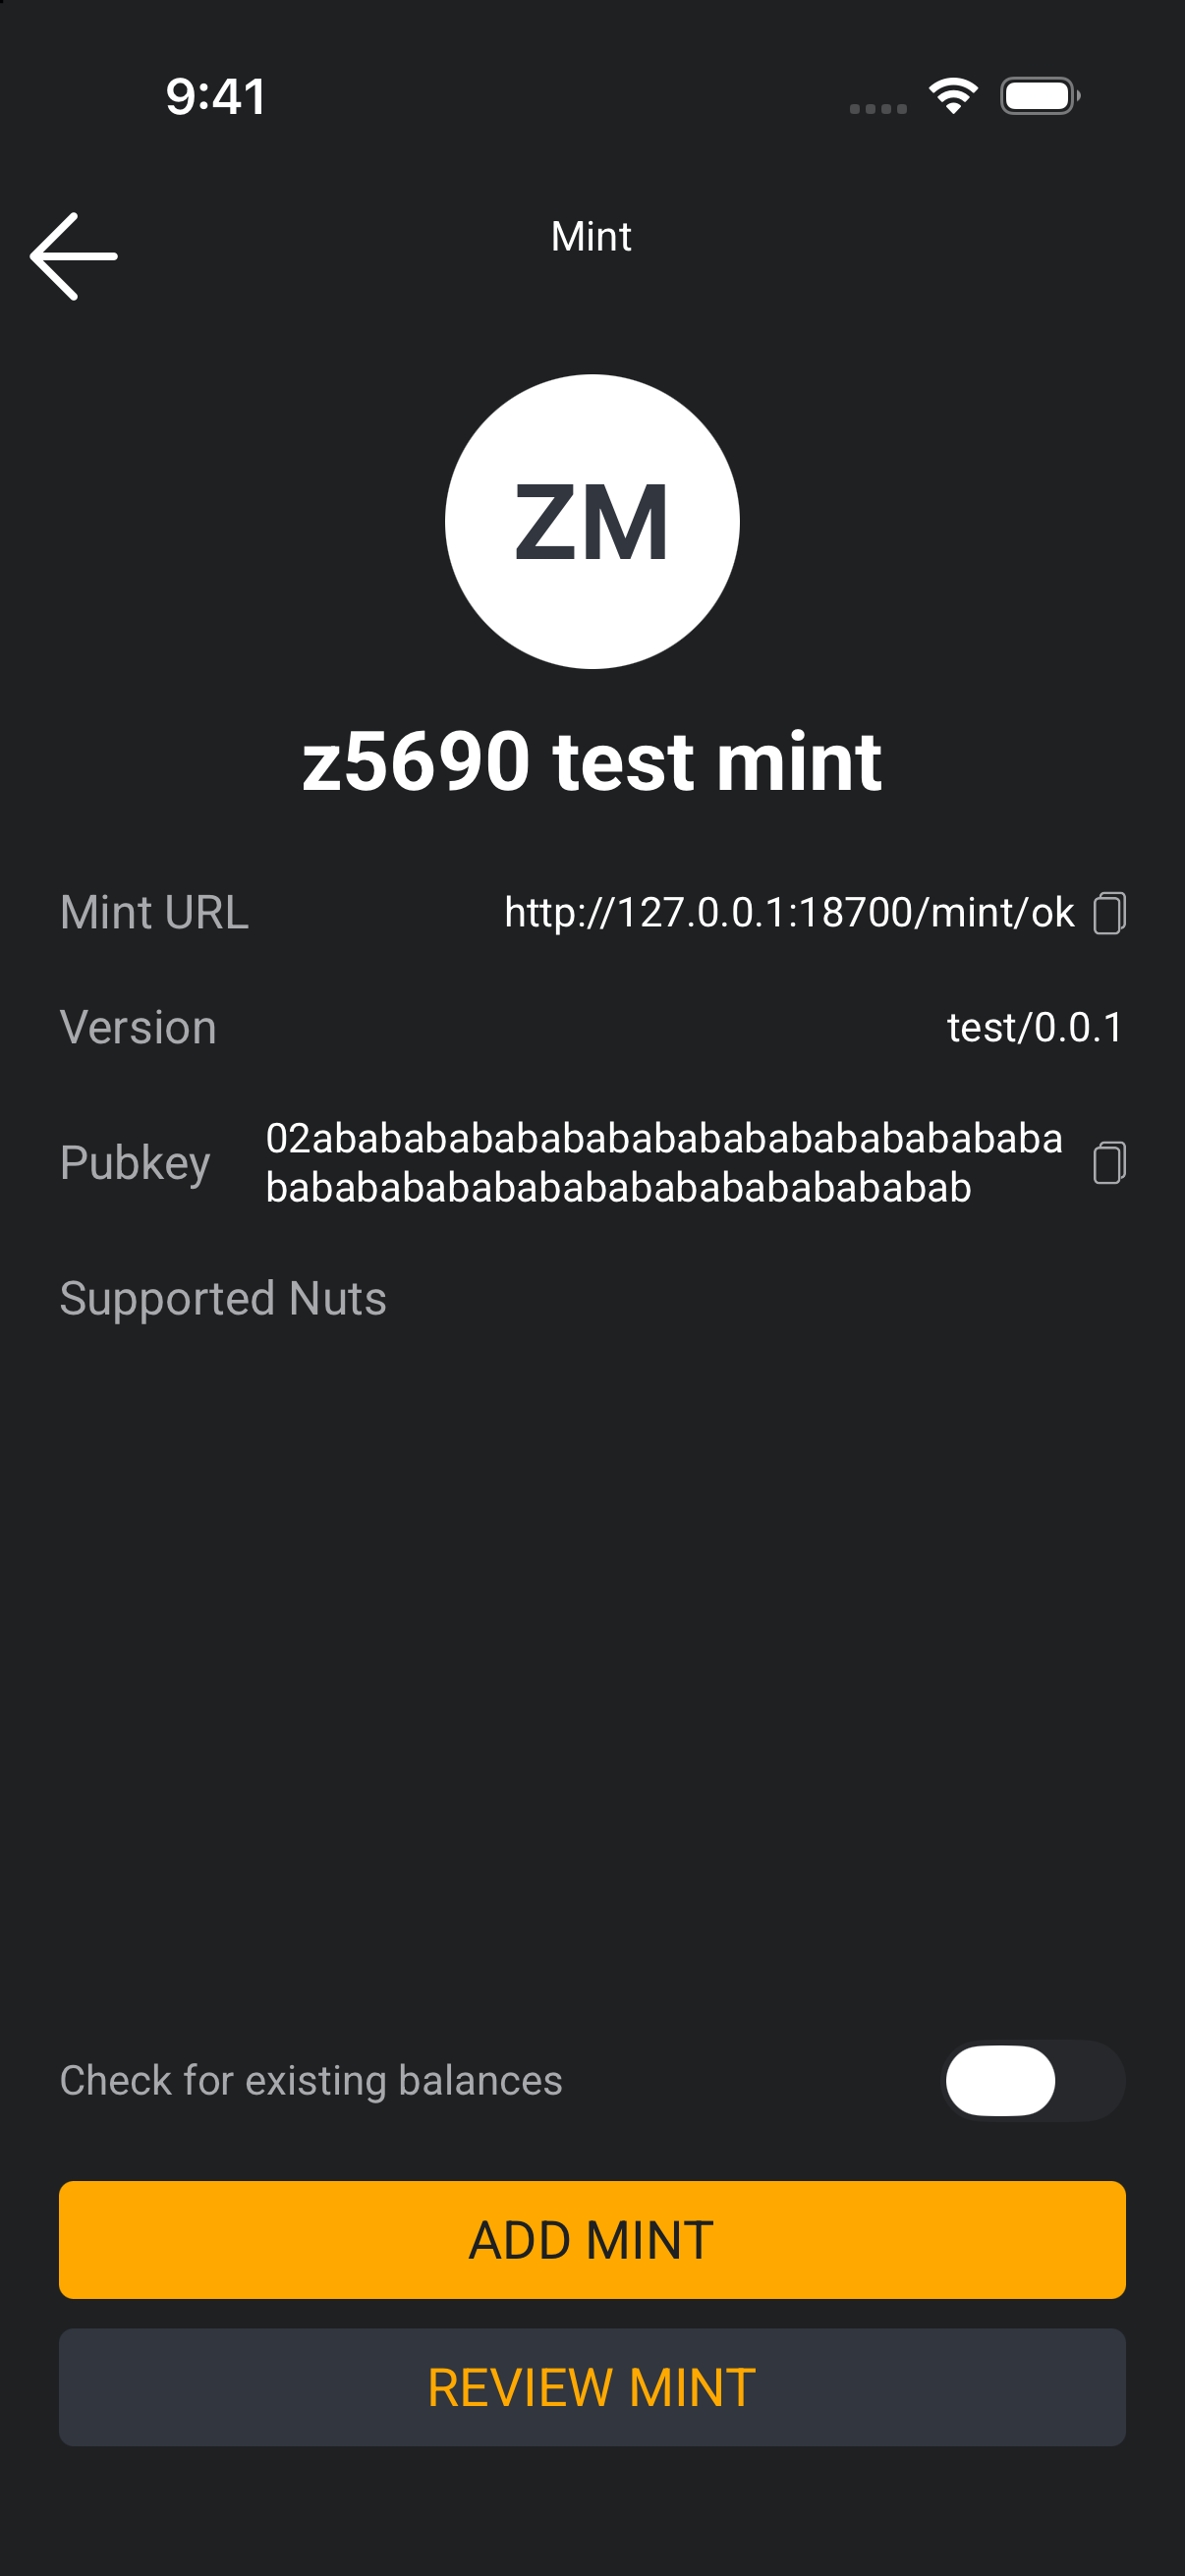 9:41
Mint
ZM
z5690 test mint
Mint URL http://127.0.0.1:18700/mint/ok
Version test/0.0.1
Pubkey
02abababababababababababababababababa
bababababababababababababababab
Supported Nuts
Check for existing balances
ADD MINT
REVIEW MINT